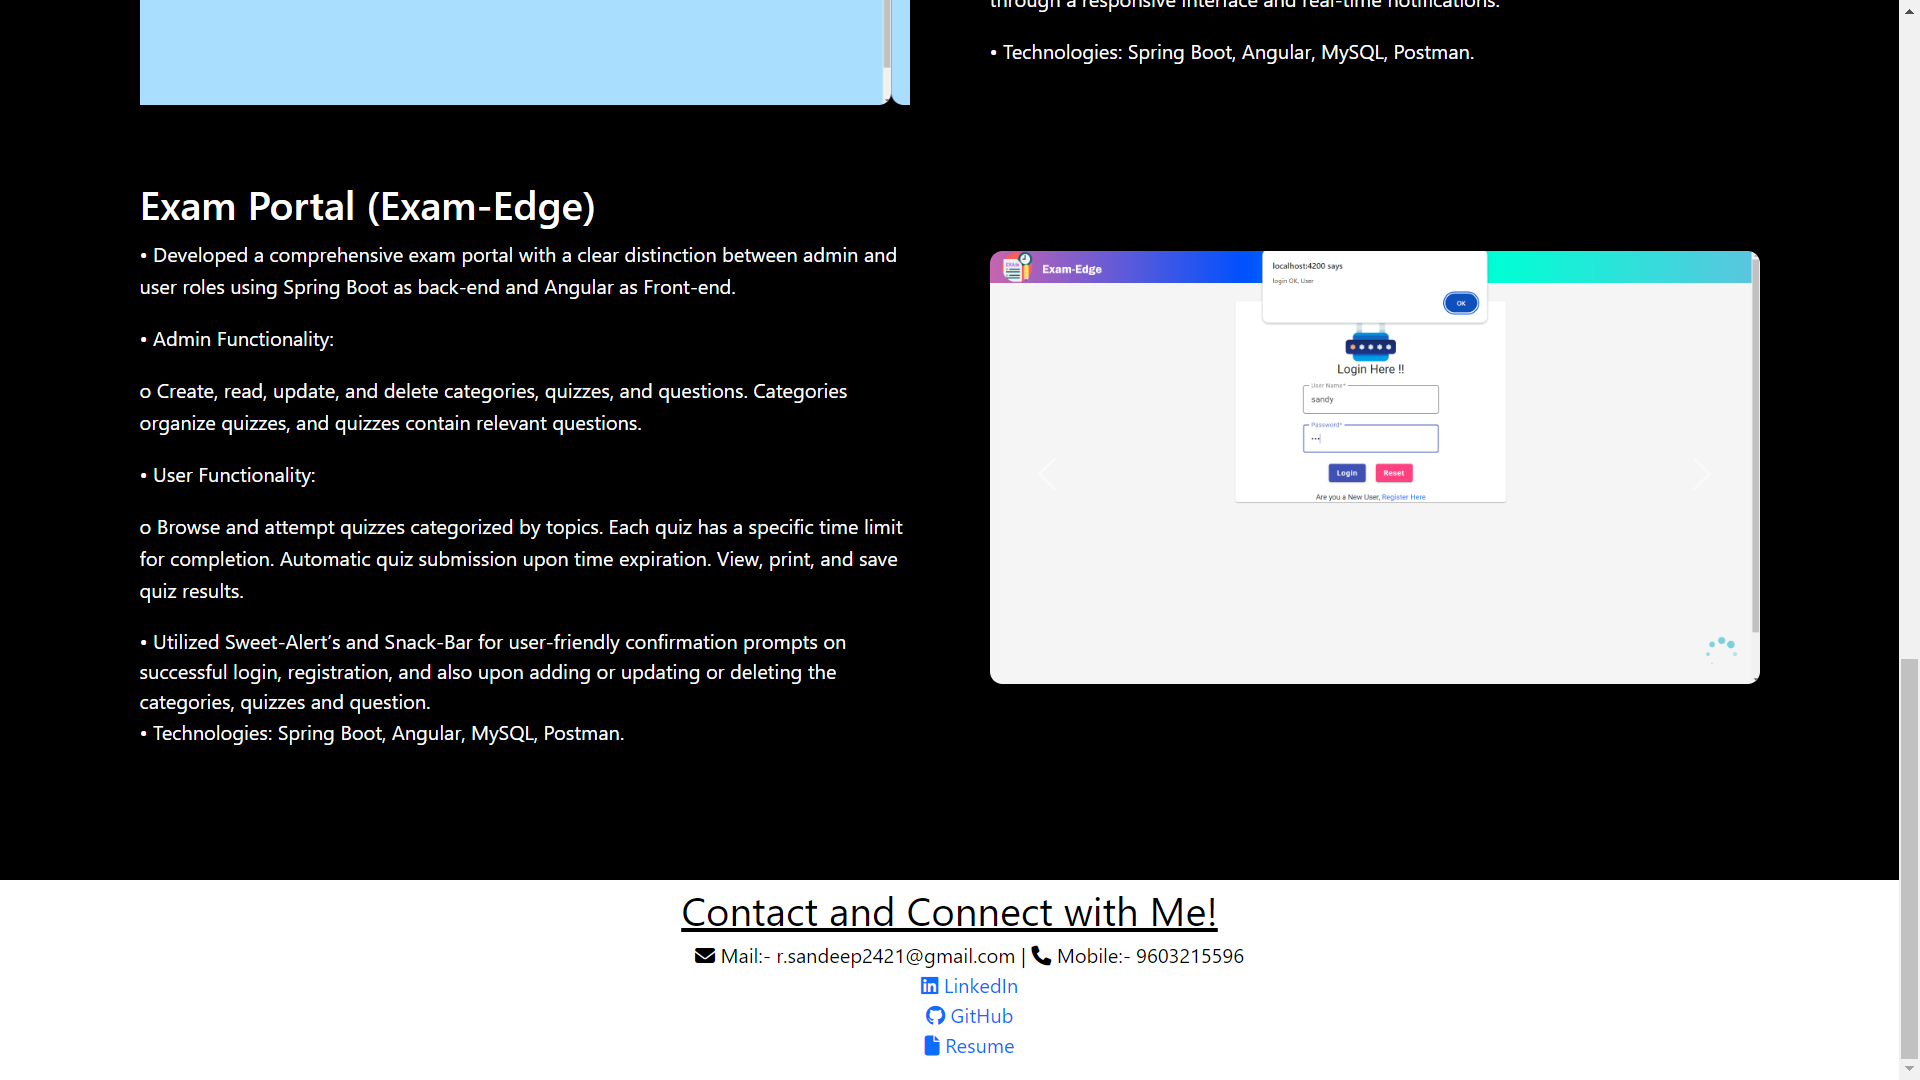 through a responsive interface and real-time notifications.
• Technologies: Spring Boot, Angular, MySQL, Postman.
Exam Portal (Exam-Edge)
• Developed a comprehensive exam portal with a clear distinction between admin and
user roles using Spring Boot as back-end and Angular as Front-end.
• Admin Functionality:
o Create, read, update, and delete categories, quizzes, and questions. Categories
organize quizzes, and quizzes contain relevant questions.
• User Functionality:
o Browse and attempt quizzes categorized by topics. Each quiz has a specific time limit
for completion. Automatic quiz submission upon time expiration. View, print, and save
quiz results.
• Utilized Sweet-Alert’s and Snack-Bar for user-friendly confirmation prompts on
successful login, registration, and also upon adding or updating or deleting the
categories, quizzes and question.
• Technologies: Spring Boot, Angular, MySQL, Postman.
Exam-Edge
localhost:4200 says
login OK, User
OK
Login Here !!
User Name*
sandy
Password*
Login Reset
Are you a New User, Register Here
Contact and Connect with Me!
Mail:- r.sandeep2421@gmail.com | Mobile:- 9603215596
LinkedIn
GitHub
Resume